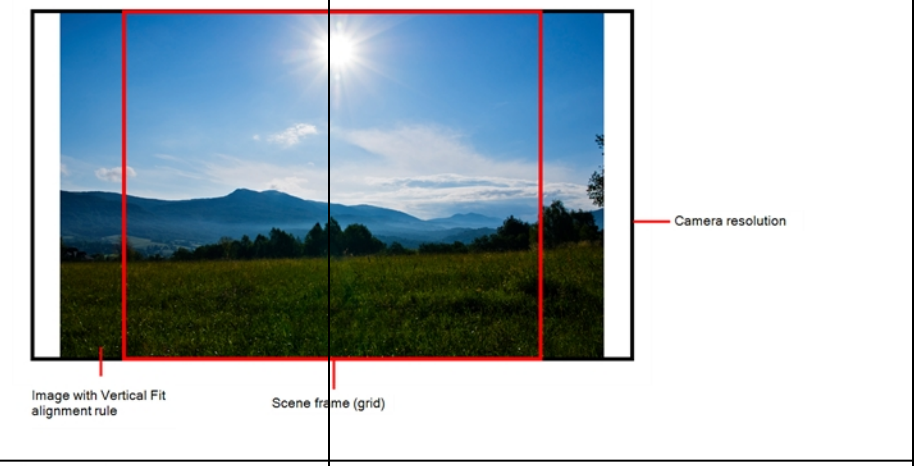 Camera resolution
Image with Vertical Fit
alignment rule
Scene frame (grid)